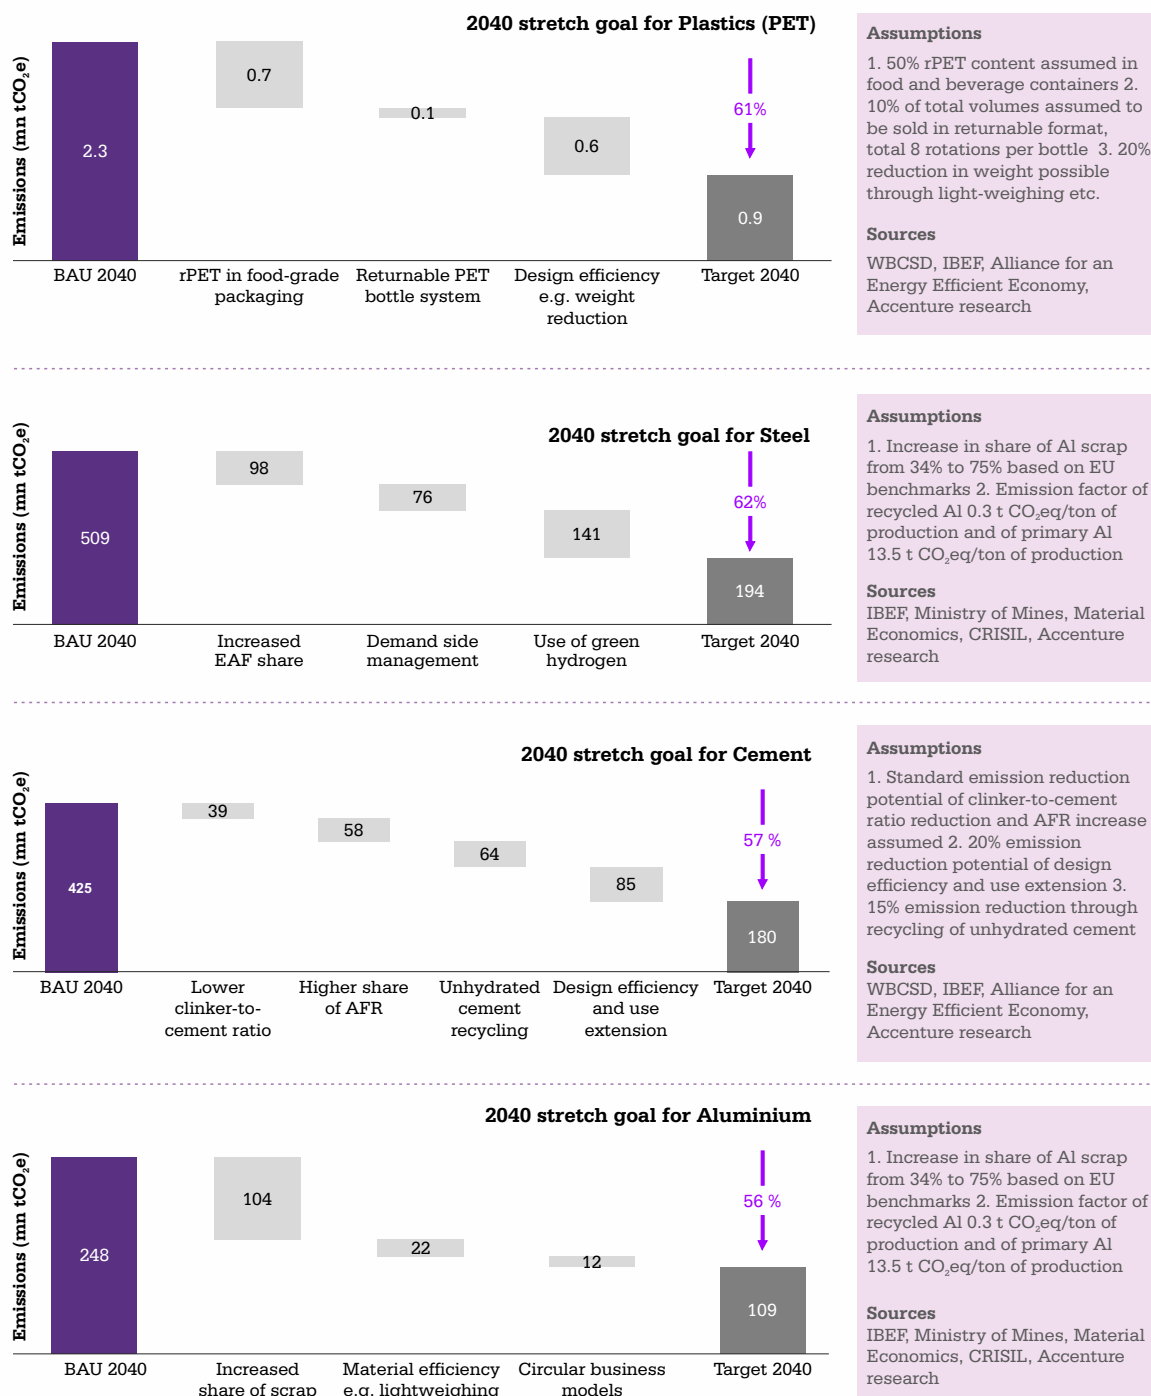 2040 stretch goal for Plastics (PET)
Emissions (mn tCO₂e)
2.3
0.7
0.1
0.6
61%
0.9
BAU 2040
rPET in food-grade
packaging
Returnable PET
bottle system
Design efficiency
e.g. weight
reduction
Target 2040
Assumptions
1. 50% rPET content assumed in
food and beverage containers 2.
10% of total volumes assumed to
be sold in returnable format,
total 8 rotations per bottle 3. 20%
reduction in weight possible
through light-weighing etc.
Sources
WBCSD, IBEF, Alliance for an
Energy Efficient Economy,
Accenture research
2040 stretch goal for Steel
Emissions (mn tCO₂e)
509
98
76
141
62%
194
BAU 2040
Increased
EAF share
Demand side
management
Use of green
hydrogen
Target 2040
Assumptions
1. Increase in share of Al scrap
from 34% to 75% based on EU
benchmarks 2. Emission factor of
recycled Al 0.3 t CO₂eq/ton of
production and of primary Al
13.5 t CO₂eq/ton of production
Sources
IBEF, Ministry of Mines, Material
Economics, CRISIL, Accenture
research
2040 stretch goal for Cement
Emissions (mn tCO₂e)
425
39
58
64
85
57 %
180
BAU 2040
Lower
clinker-to-
cement ratio
Higher share
of AFR
Unhydrated
cement
recycling
Design efficiency
and use
extension
Target 2040
Assumptions
1. Standard emission reduction
potential of clinker-to-cement
ratio reduction and AFR increase
assumed 2. 20% emission
reduction potential of design
efficiency and use extension 3.
15% emission reduction through
recycling of unhydrated cement
Sources
WBCSD, IBEF, Alliance for an
Energy Efficient Economy,
Accenture research
2040 stretch goal for Aluminium
Emissions (mn tCO₂e)
248
104
22
12
56 %
109
BAU 2040
Increased
share of scrap
Material efficiency
e.g. lightweighing
Circular business
models
Target 2040
Assumptions
1. Increase in share of Al scrap
from 34% to 75% based on EU
benchmarks 2. Emission factor of
recycled Al 0.3 t CO₂eq/ton of
production and of primary Al
13.5 t CO₂eq/ton of production
Sources
IBEF, Ministry of Mines, Material
Economics, CRISIL, Accenture
research